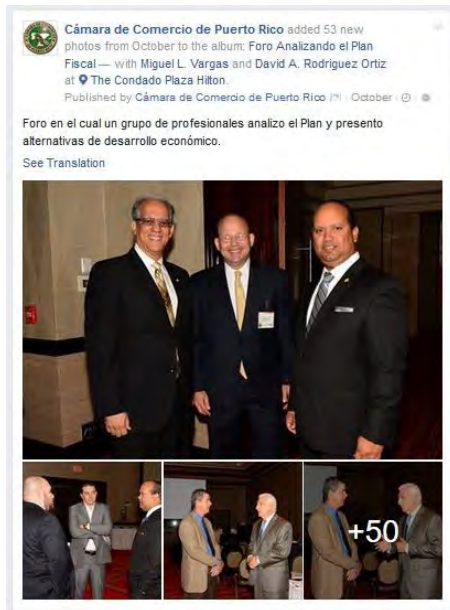 Cámara de Comercio de Puerto Rico added 53 new
photos from October to the album: Foro Analizando el Plan
Fiscal — with Miguel L. Vargas and David A. Rodriguez Ortiz
at The Condado Plaza Hilton.
Published by Cámara de Comercio de Puerto Rico [?] · October ·
Foro en el cual un grupo de profesionales analizo el Plan y presento
alternativas de desarrollo económico.
See Translation
+50